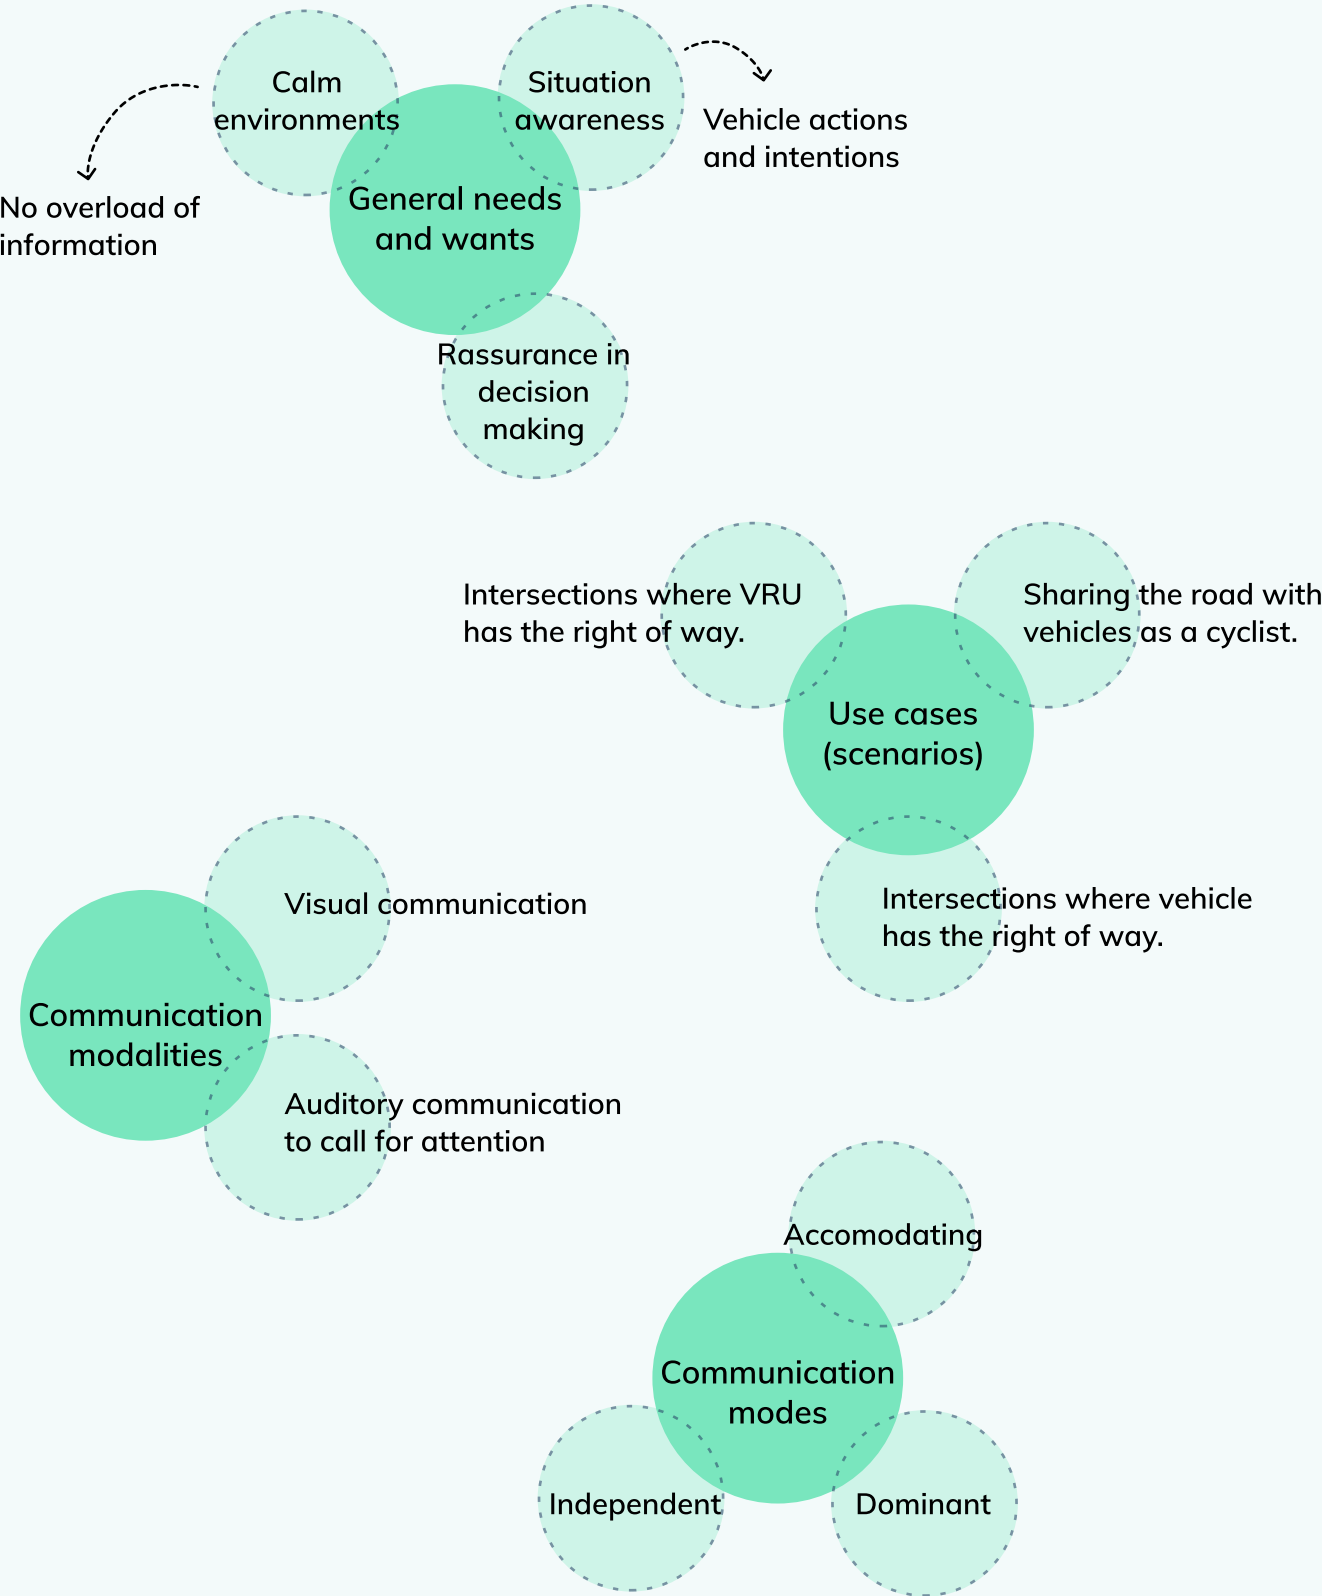 Calm
environments
Situation
awareness
Vehicle actions
and intentions
No overload of
information
General needs
and wants
Rassurance in
decision
making
Intersections where VRU
has the right of way.
Sharing the road with
vehicles as a cyclist.
Use cases
(scenarios)
Intersections where vehicle
has the right of way.
Visual communication
Communication
modalities
Auditory communication
to call for attention
Accomodating
Communication
modes
Independent
Dominant